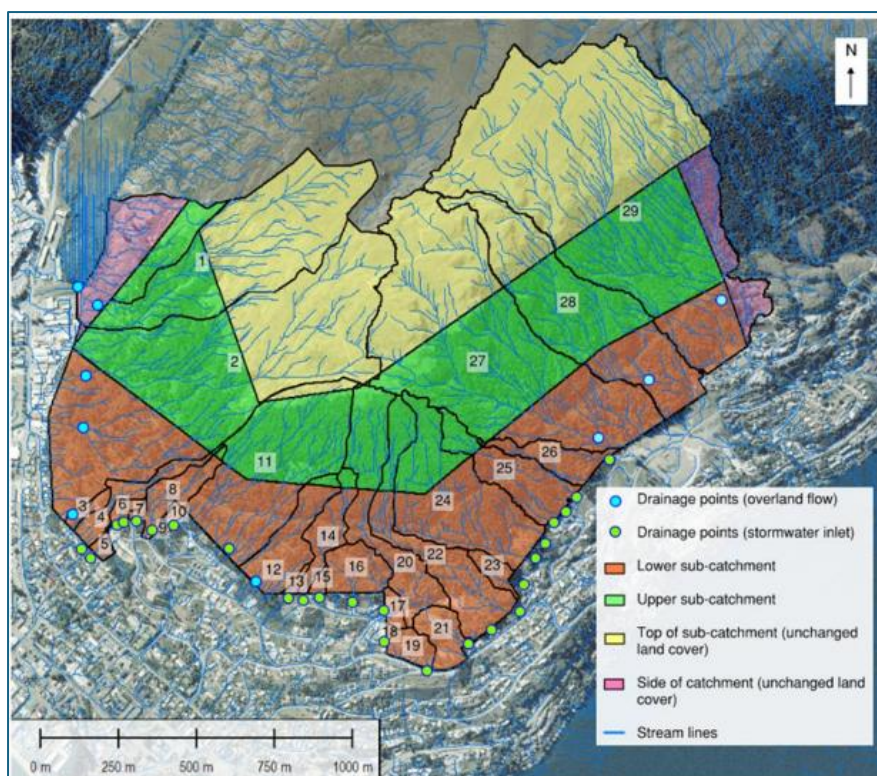 N
29
1
28
2
27
11
26
8
25
24
3
6
4
7
10
9
5
14
22
23
20
12
16
13
15
17
21
18
19
Drainage points (overland flow)
Drainage points (stormwater inlet)
Lower sub-catchment
Upper sub-catchment
Top of sub-catchment (unchanged
land cover)
Side of catchment (unchanged land
cover)
Stream lines
0 m 250 m 500 m 750 m 1000 m